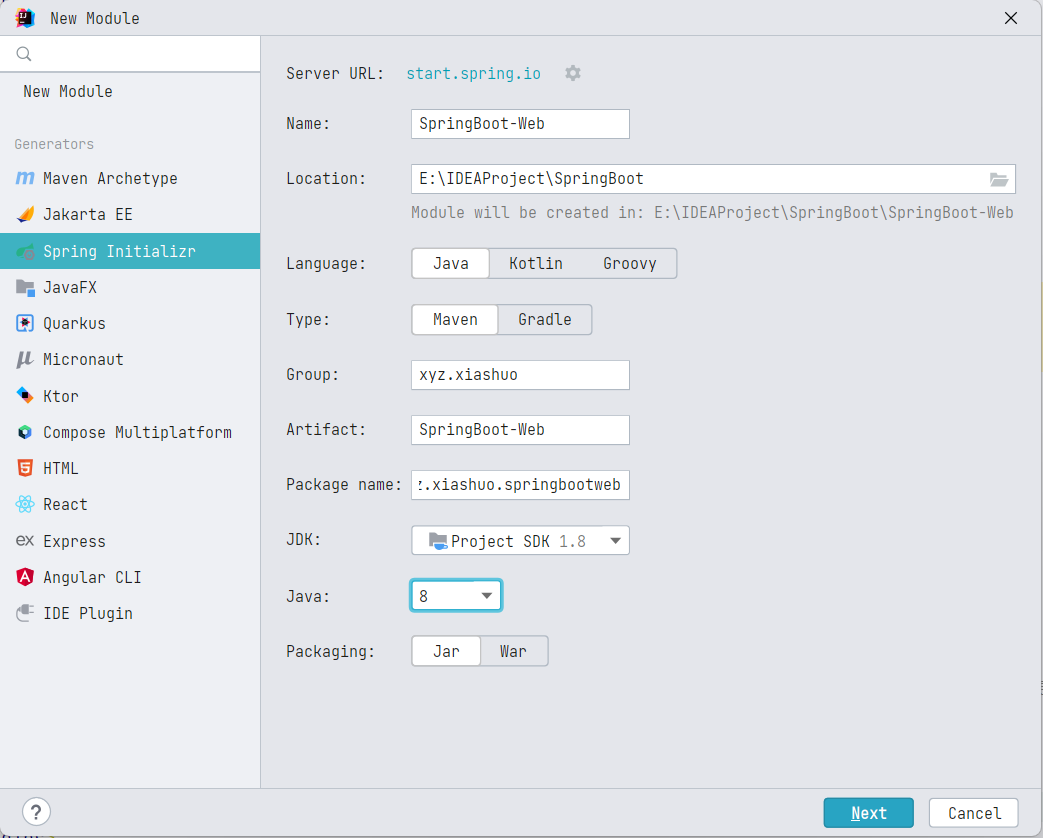 New Module
New Module
Generators
Maven Archetype
Jakarta EE
Spring Initializr
JavaFX
Quarkus
Micronaut
Ktor
Compose Multiplatform
HTML
React
ex Express
Angular CLI
IDE Plugin
Server URL: start.spring.io
Name: SpringBoot-Web
Location: E:\IDEAProject\SpringBoot
Module will be created in: E:\IDEAProject\SpringBoot\SpringBoot-Web
Language: Java Kotlin Groovy
Type: Maven Gradle
Group: xyz.xiashuo
Artifact: SpringBoot-Web
Package name: z.xiashuo.springbootweb
JDK: Project SDK 1.8
Java: 8
Packaging: Jar War
?
Next Cancel